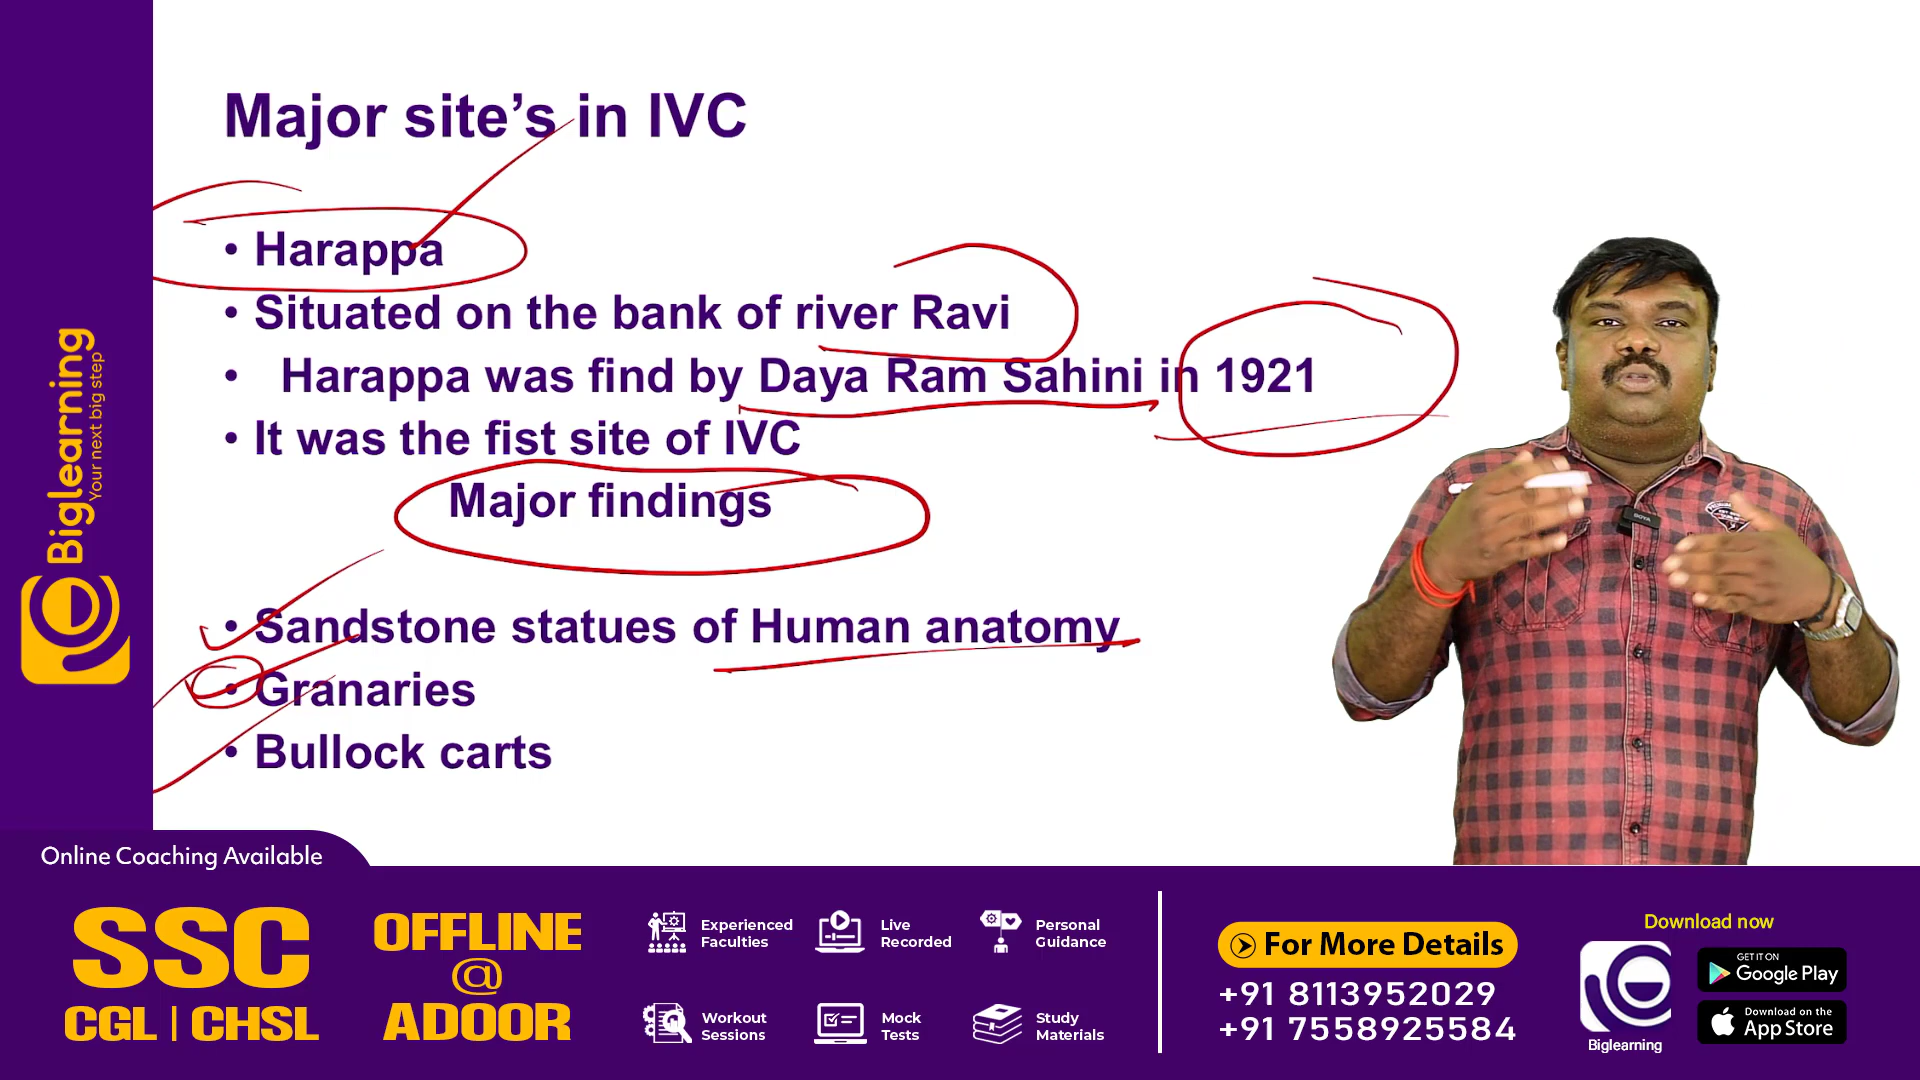 Major site’s in IVC
• Harappa
• Situated on the bank of river Ravi
• Harappa was find by Daya Ram Sahini in 1921
• It was the fist site of IVC
Major findings
• Sandstone statues of Human anatomy
• Granaries
• Bullock carts
Biglearning
Your next big step
Online Coaching Available
SSC
CGL | CHSL
OFFLINE
@
ADOOR
Experienced
Faculties
Live
Recorded
Personal
Guidance
Workout
Sessions
Mock
Tests
Study
Materials
For More Details
+91 8113952029
+91 7558925584
Download now
Biglearning
GET IT ON
Google Play
Download on the
App Store
BOYA